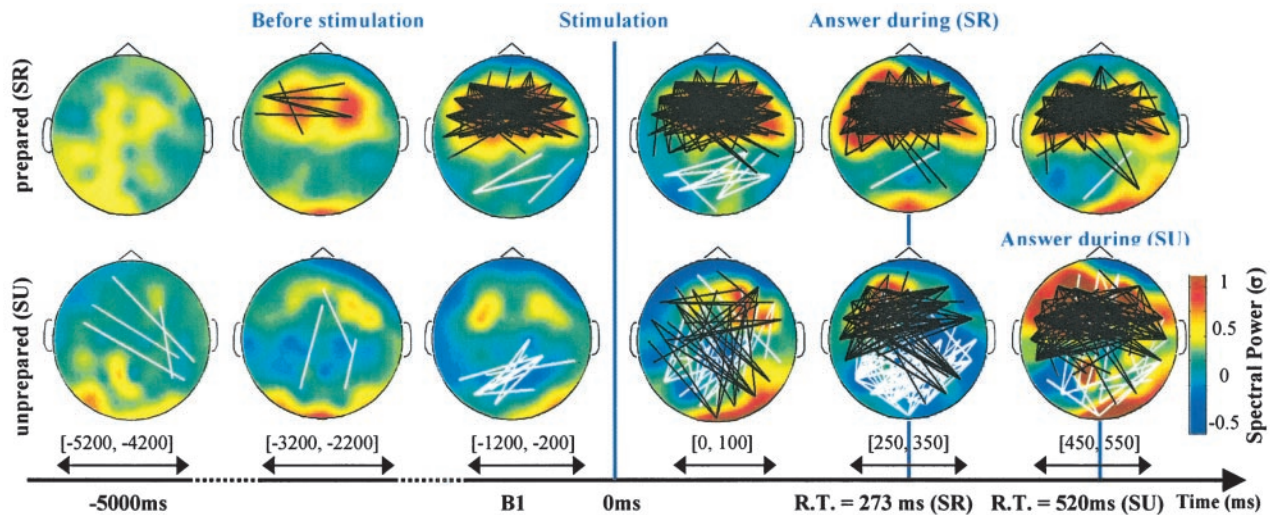 Before stimulation
Stimulation
Answer during (SR)
prepared (SR)
Answer during (SU)
unprepared (SU)
1
0.5
0
-0.5
Spectral Power (σ)
[-5200, -4200]
[-3200, -2200]
[-1200, -200]
[0, 100]
[250, 350]
[450, 550]
-5000ms
B1
0ms
R.T. = 273 ms (SR)
R.T. = 520ms (SU)
Time (ms)